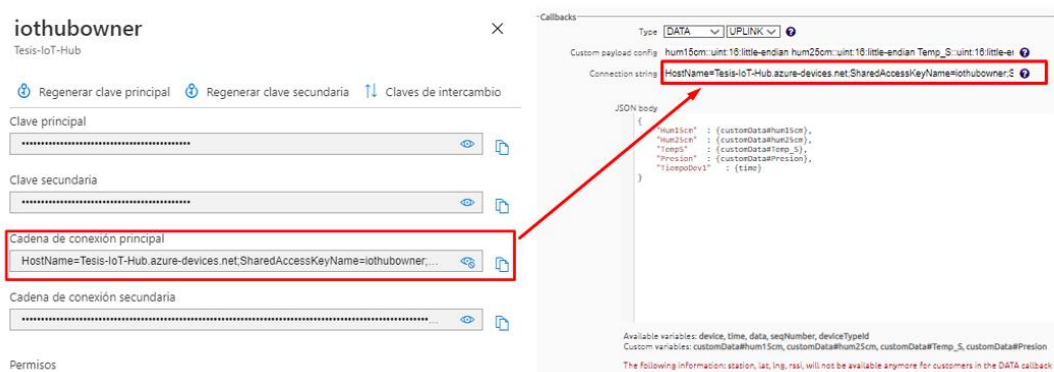 iothubowner
Tesis-IoT-Hub
Regenerar clave principal Regenerar clave secundaria Claves de intercambio
Clave principal
Clave secundaria
Cadena de conexión principal
HostName=Tesis-IoT-Hub.azure-devices.net;SharedAccessKeyName=iothubowner;...
Cadena de conexión secundaria
Permisos
Callbacks
Type DATA UPLINK
Custom payload config hum15cm::uint:16:little-endian hum25cm::uint:16:little-endian Temp_S::uint:16:little-e
Connection string HostName=Tesis-IoT-Hub.azure-devices.net;SharedAccessKeyName=iothubowner;S
JSON body
{
"Hum15cm" : {customData#hum15cm},
"Hum25cm" : {customData#hum25cm},
"TempS" : {customData#Temp_S},
"Presion" : {customData#Presion},
"TiempoDev1" : {time}
}
Available variables: device, time, data, seqNumber, deviceTypeId
Custom variables: customData#hum15cm, customData#hum25cm, customData#Temp_S, customData#Presion
The following information: station, lat, lng, rssi, will not be available anymore for customers in the DATA callback